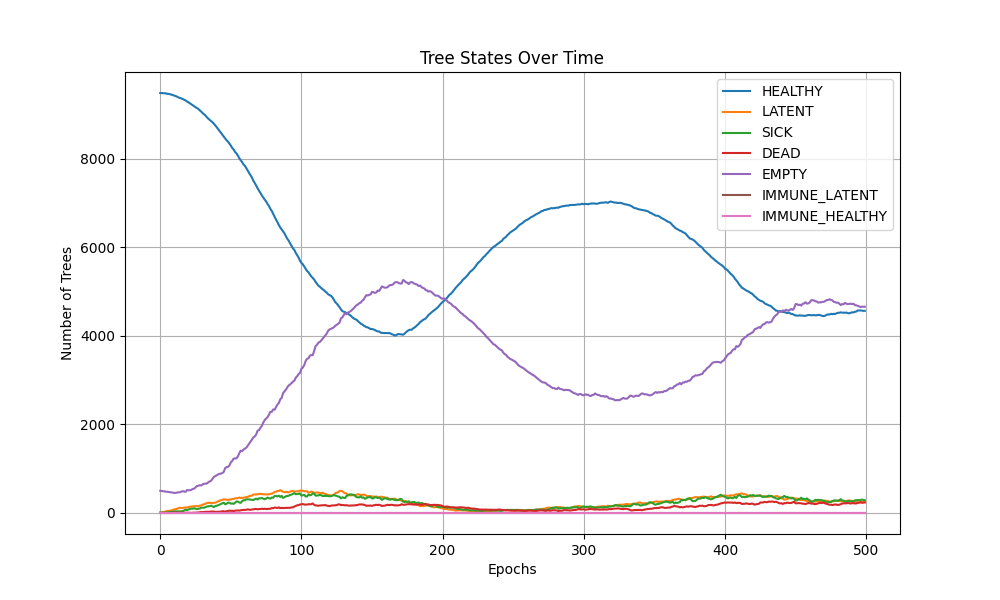 Tree States Over Time
Number of Trees
8000
6000
4000
2000
0
HEALTHY
LATENT
SICK
DEAD
EMPTY
IMMUNE_LATENT
IMMUNE_HEALTHY
0 100 200 300 400 500
Epochs